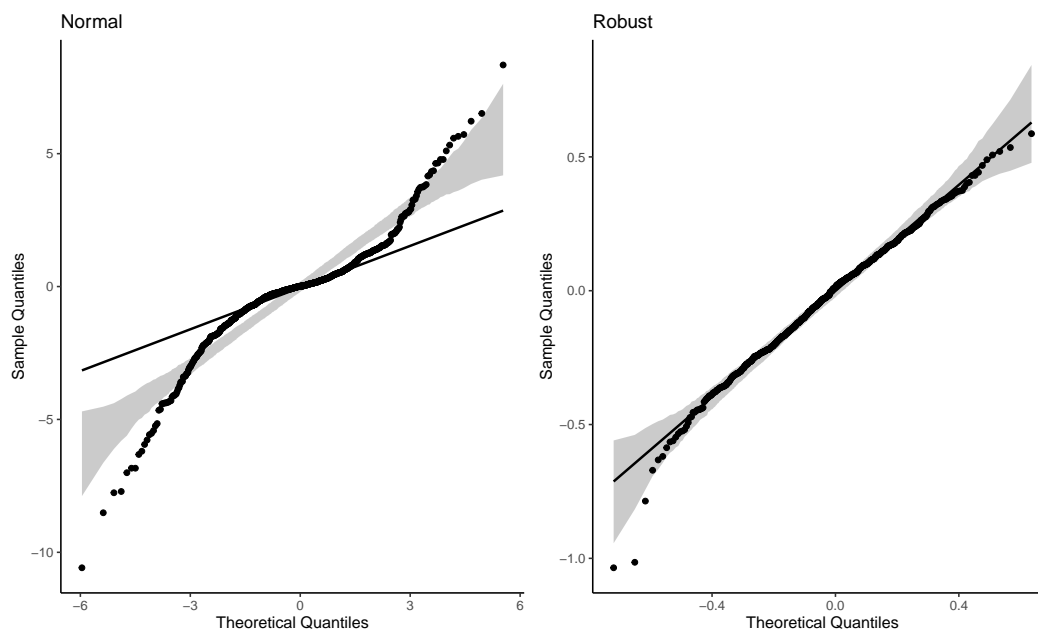 Normal
Robust
Sample Quantiles
5
0
−5
−10
−6
−3
0
3
6
Theoretical Quantiles
Sample Quantiles
0.5
0.0
−0.5
−1.0
−0.4
0.0
0.4
Theoretical Quantiles